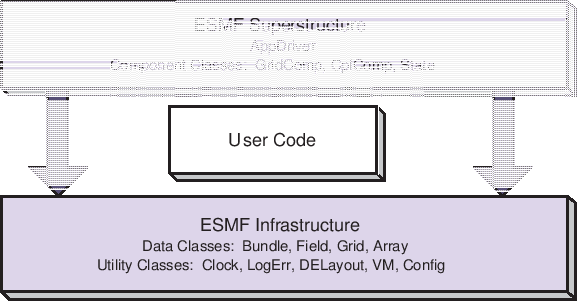 ESMF Superstructure
AppDriver
Component Classes: GridComp, CplComp, State
User Code
ESMF Infrastructure
Data Classes: Bundle, Field, Grid, Array
Utility Classes: Clock, LogErr, DELayout, VM, Config